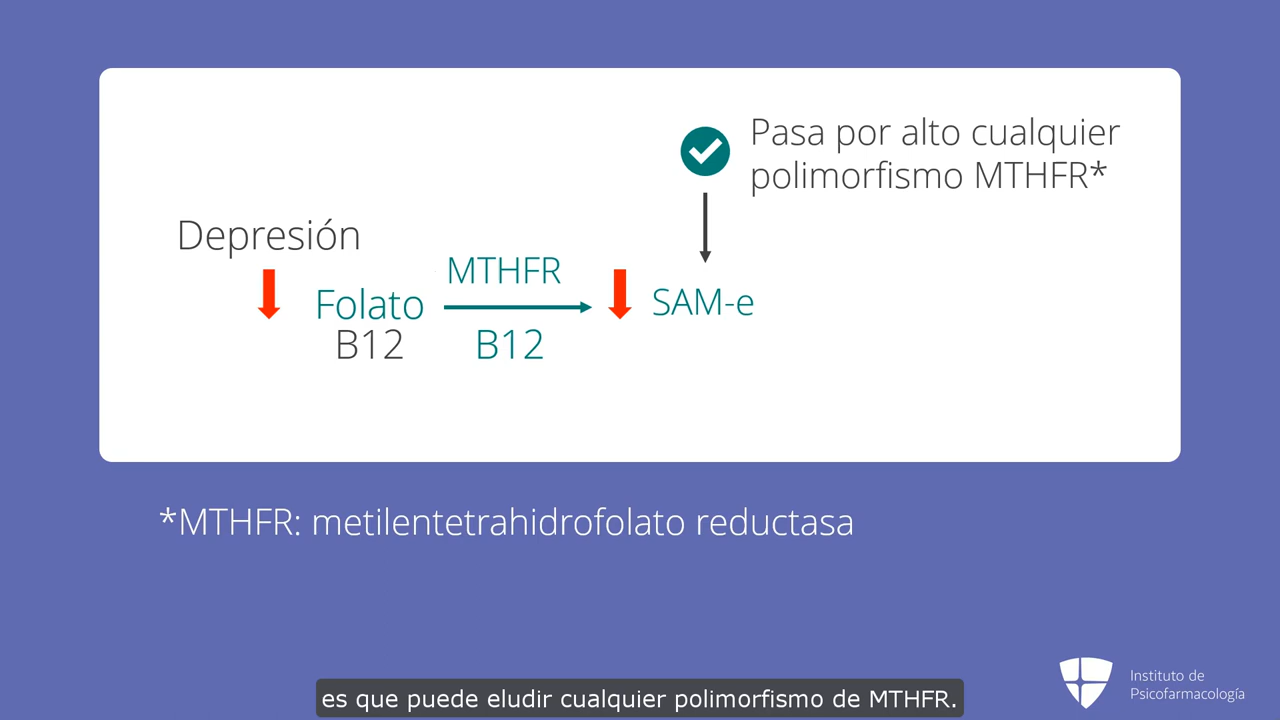 Pasa por alto cualquier
polimorfismo MTHFR*
Depresión
MTHFR
Folato
SAM-e
B12
B12
*MTHFR: metilentetrahidrofolato reductasa
Instituto de
Psicofarmacología
es que puede eludir cualquier polimorfismo de MTHFR.